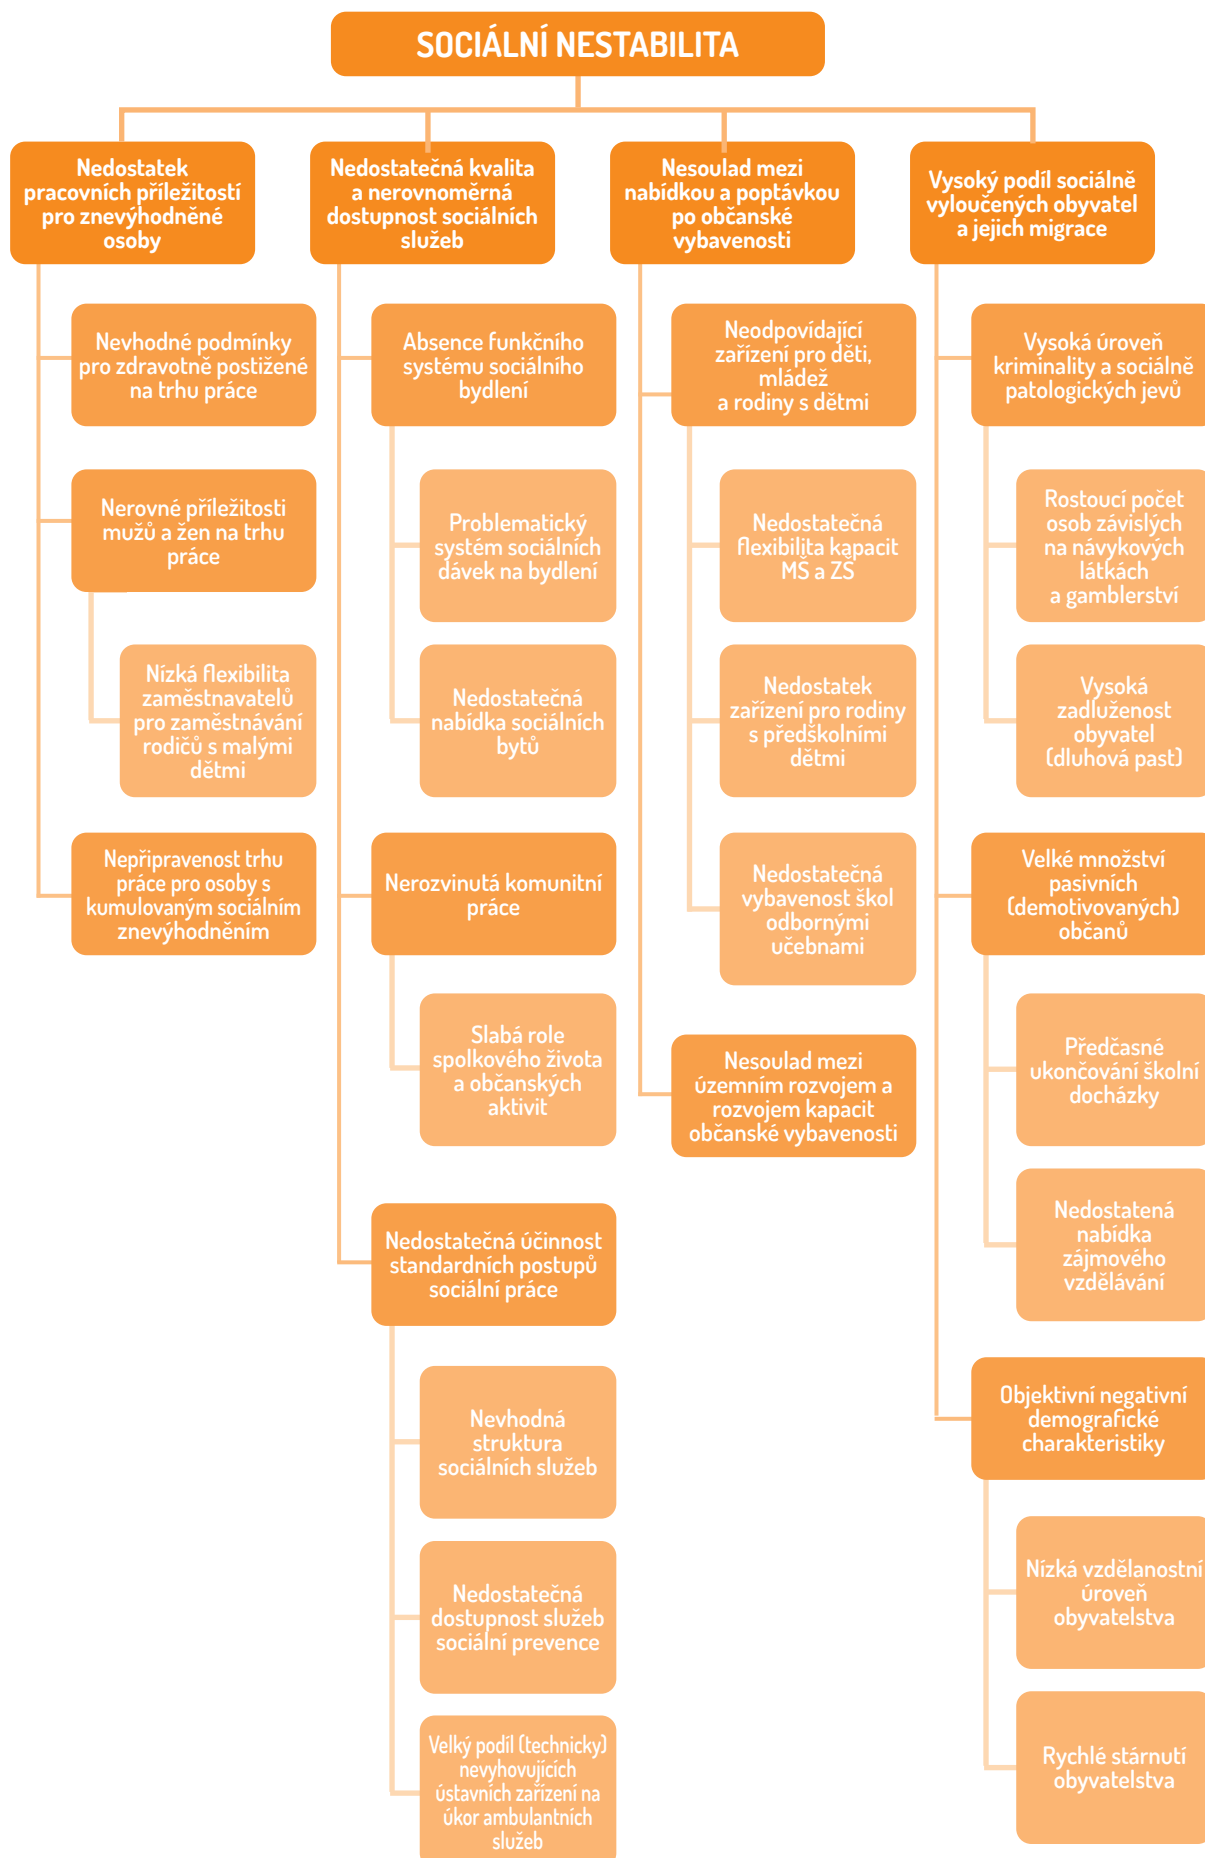 SOCIÁLNÍ NESTABILITA
Nedostatek
pracovních příležitostí
pro znevýhodněné
osoby
Nevhodné podmínky
pro zdravotně postižené
na trhu práce
Nerovné příležitosti
mužů a žen na trhu
práce
Nízká flexibilita
zaměstnavatelů
pro zaměstnávání
rodičů s malými
dětmi
Nepřipravenost trhu
práce pro osoby s
kumulovaným sociálním
znevýhodněním
Nedostatečná kvalita
a nerovnoměrná
dostupnost sociálních
služeb
Absence funkčního
systému sociálního
bydlení
Problematický
systém sociálních
dávek na bydlení
Nedostatečná
nabídka sociálních
bytů
Nerozvinutá komunitní
práce
Slabá role
spolkového života
a občanských
aktivit
Nedostatečná účinnost
standardních postupů
sociální práce
Nevhodná
struktura
sociálních služeb
Nedostatečná
dostupnost služeb
sociální prevence
Velký podíl (technicky)
nevyhovujících
ústavních zařízení na
úkor ambulantních
služeb
Nesoulad mezi
nabídkou a poptávkou
po občanské
vybavenosti
Neodpovídající
zařízení pro děti,
mládež
a rodiny s dětmi
Nedostatečná
flexibilita kapacit
MŠ a ZŠ
Nedostatek
zařízení pro rodiny
s předškolními
dětmi
Nedostatečná
vybavenost škol
odbornými
učebnami
Nesoulad mezi
územním rozvojem a
rozvojem kapacit
občanské vybavenosti
Vysoký podíl sociálně
vyloučených obyvatel
a jejich migrace
Vysoká úroveň
kriminality a sociálně
patologických jevů
Rostoucí počet
osob závislých
na návykových
látkách
a gamblerství
Vysoká
zadluženost
obyvatel
(dluhová past)
Velké množství
pasivních
(demotivovaných)
občanů
Předčasné
ukončování školní
docházky
Nedostatená
nabídka
zájmového
vzdělávání
Objektivní negativní
demografické
charakteristiky
Nízká vzdělanostní
úroveň
obyvatelstva
Rychlé stárnutí
obyvatelstva